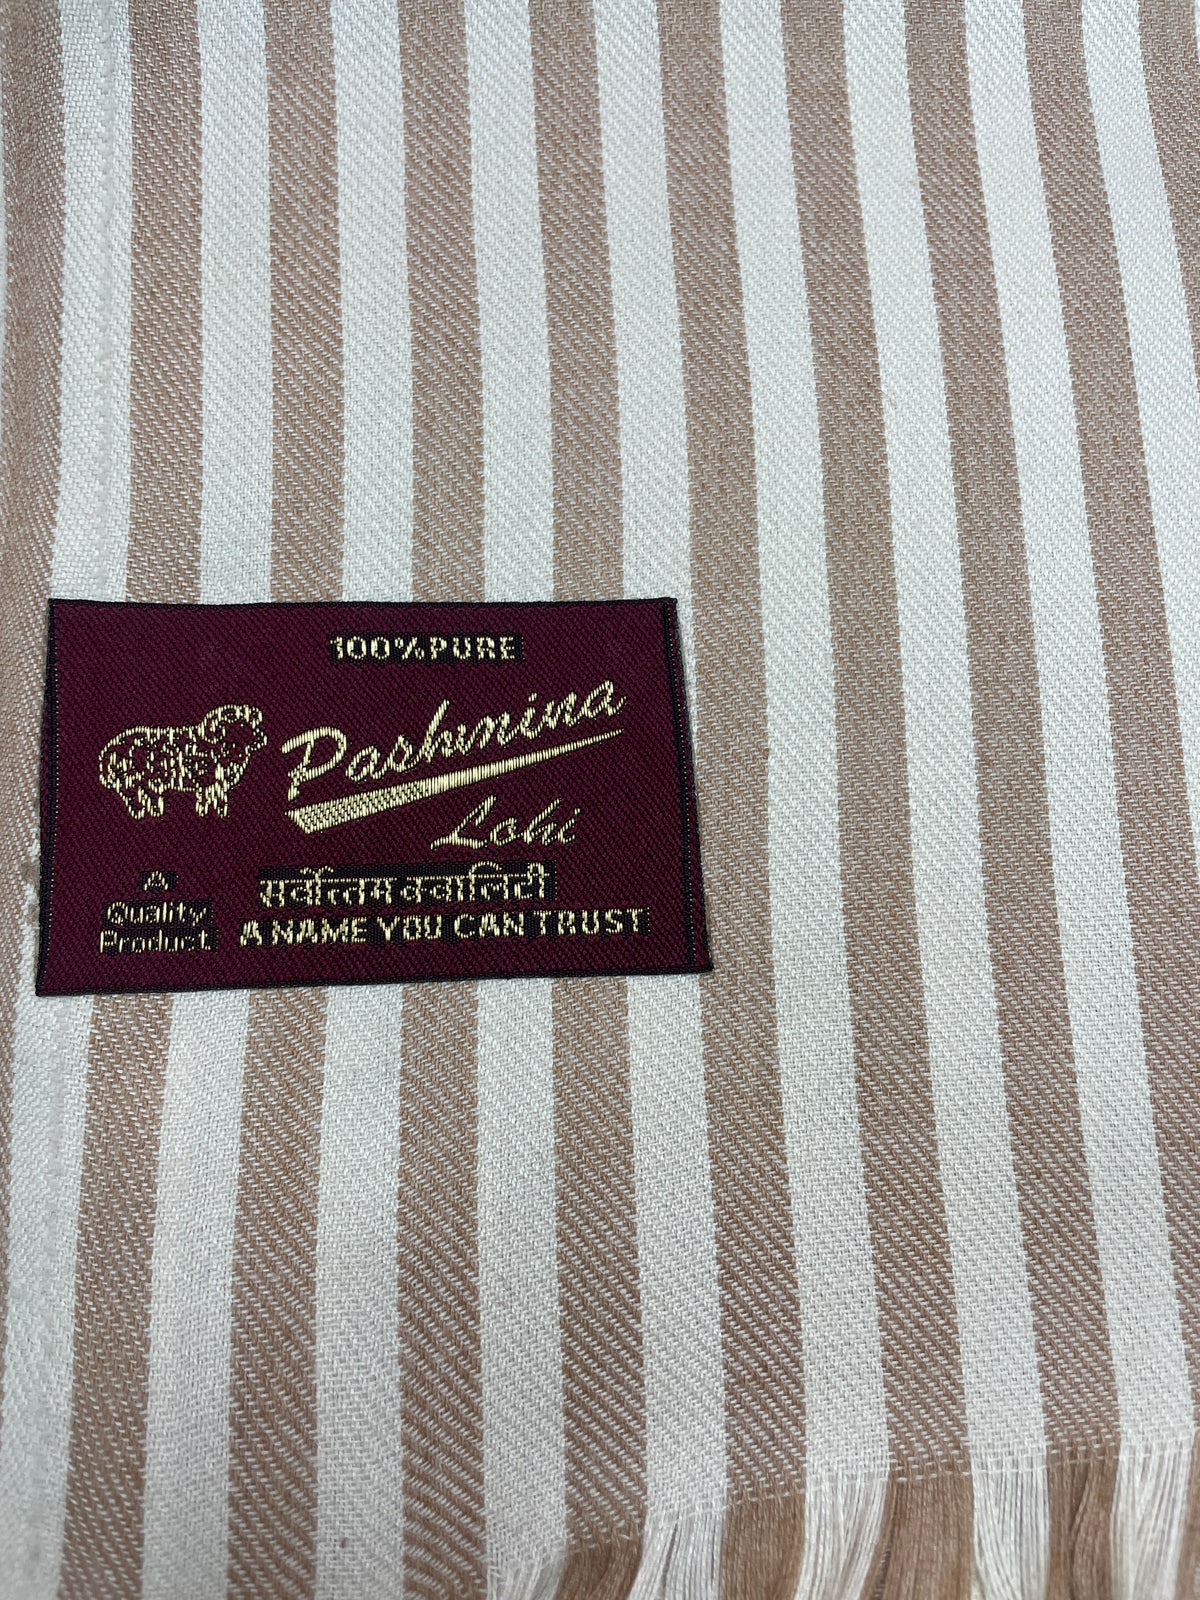 100%PURE
Pashmina
Lohi
सर्वोत्तम क्वालिटी
A
Quality
Product
A NAME YOU CAN TRUST